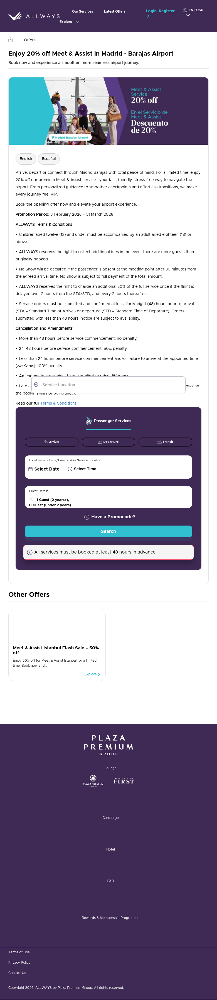 ALLWAYS
Our Services
Latest Offers
Explore
Login / Register
EN | USD
Offers
Enjoy 20% off Meet & Assist in Madrid - Barajas Airport
Book now and experience a smoother, more seamless airport journey.
Meet & Assist
Service
20% off
En el Servicio de
Meet & Assist
Descuento
de 20%
Madrid Barajas Airport
English
Español
Arrive, depart or connect through Madrid Barajas with total peace of mind. For a limited time, enjoy
20% off our premium Meet & Assist service—your fast, friendly, stress-free way to navigate the
airport. From personalized guidance to smoother checkpoints and effortless transitions, we make
every journey feel VIP.
Book the opening offer now and elevate your airport experience.
Promotion Period: 3 February 2026 – 31 March 2026
ALLWAYS Terms & Conditions
• Children aged twelve (12) and under must be accompanied by an adult aged eighteen (18) or
above.
• ALLWAYS reserves the right to collect additional fees in the event there are more guests than
originally booked.
• No Show will be declared if the passenger is absent at the meeting point after 30 minutes from
the agreed arrival time. No Show is subject to full payment of the total amount.
• ALLWAYS reserves the right to charge an additional 50% of the full service price if the flight is
delayed over 2 hours from the STA/STD, and every 2 hours thereafter.
• Service orders must be submitted and confirmed at least forty-eight (48) hours prior to arrival
(STA – Standard Time of Arrival) or departure (STD – Standard Time of Departure). Orders
submitted with less than 48 hours' notice are subject to availability.
Cancellation and Amendments
• More than 48 hours before service commencement: no penalty.
• 24–48 hours before service commencement: 50% penalty.
• Less than 24 hours before service commencement and/or failure to arrive at the appointed time
(No Show): 100% penalty.
• Amendments are subject to any applicable price difference.
Service Location
• Late ow and
the booking will not be refunded.
Read our full Terms & Conditions.
Passenger Services
Arrival
Departure
Transit
Local Service Date/Time of Your Service Location
Select Date
Select Time
Guest Details
1 Guest (2 years+),
0 Guest (under 2 years)
Have a Promocode?
Search
All services must be booked at least 48 hours in advance
Other Offers
Meet & Assist Istanbul Flash Sale – 50%
off
Enjoy 50% off for Meet & Assist Istanbul for a limited
time. Book now and...
Explore
PLAZA
PREMIUM
GROUP
Lounge
PLAZA PREMIUM
LOUNGE
PLAZA PREMIUM
FIRST
Concierge
Hotel
F&B
Rewards & Membership Programme
Terms of Use
Privacy Policy
Contact Us
Copyright 2026. ALLWAYS by Plaza Premium Group. All rights reserved.